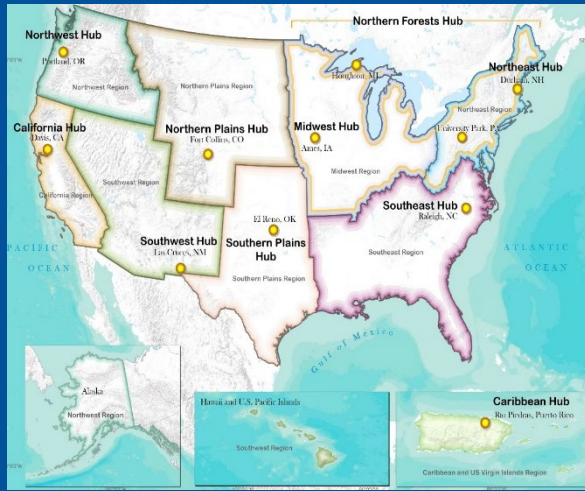 Northern Forests Hub
Northwest Hub
Portland, OR
Northwest Region
Northern Plains Region
Houghton, MI
Northeast Hub
Durham, NH
Northeast Region
California Hub
Davis, CA
Northern Plains Hub
Fort Collins, CO
Midwest Hub
Ames, IA
University Park, PA
Midwest Region
Southwest Region
California Region
Southeast Hub
Raleigh, NC
El Reno, OK
Southwest Hub
Las Cruces, NM
Southern Plains
Hub
Southeast Region
PACIFIC
OCEAN
ATLANTIC
OCEAN
Southern Plains Region
Gulf of Mexico
Alaska
Northwest Region
Hawaii and U.S. Pacific Islands
Southwest Region
Caribbean Hub
Rio Piedras, Puerto Rico
Caribbean and US Virgin Islands Region